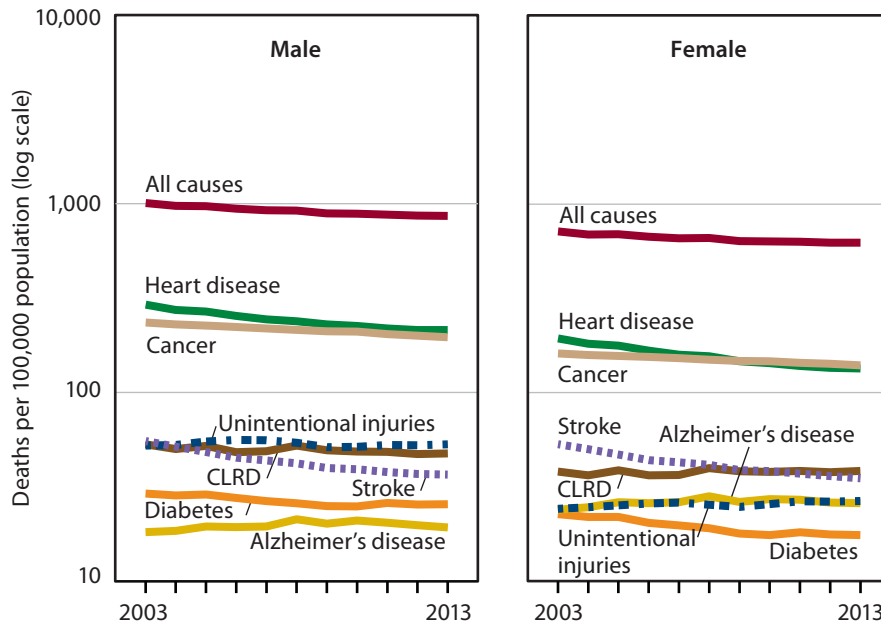 Deaths per 100,000 population (log scale)
10,000
1,000
100
10
Male
All causes
Heart disease
Cancer
Unintentional injuries
CLRD
Stroke
Diabetes
Alzheimer’s disease
2003
2013
Female
All causes
Heart disease
Cancer
Stroke
Alzheimer’s disease
CLRD
Unintentional
injuries
Diabetes
2003
2013